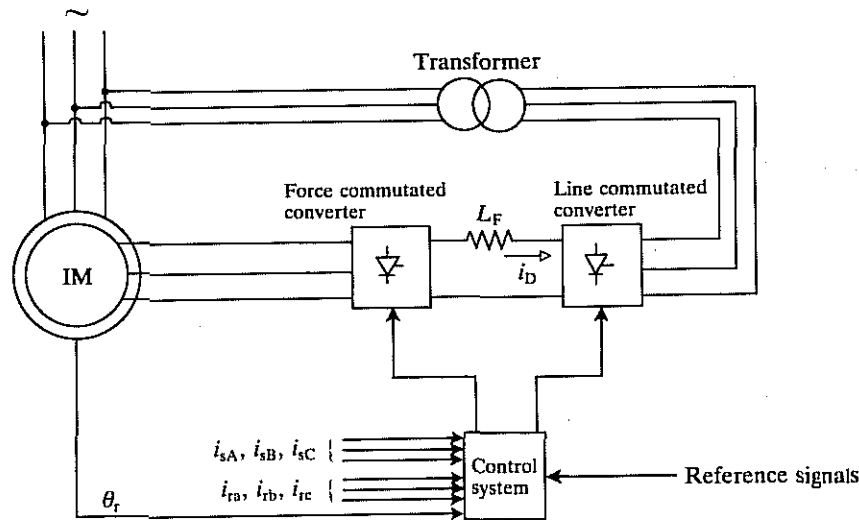 ~
Transformer
Force commutated
converter
Line commutated
converter
L_F
i_D
IM
i_sA, i_sB, i_sC
i_ra, i_rb, i_rc
θ_r
Control
system
Reference signals